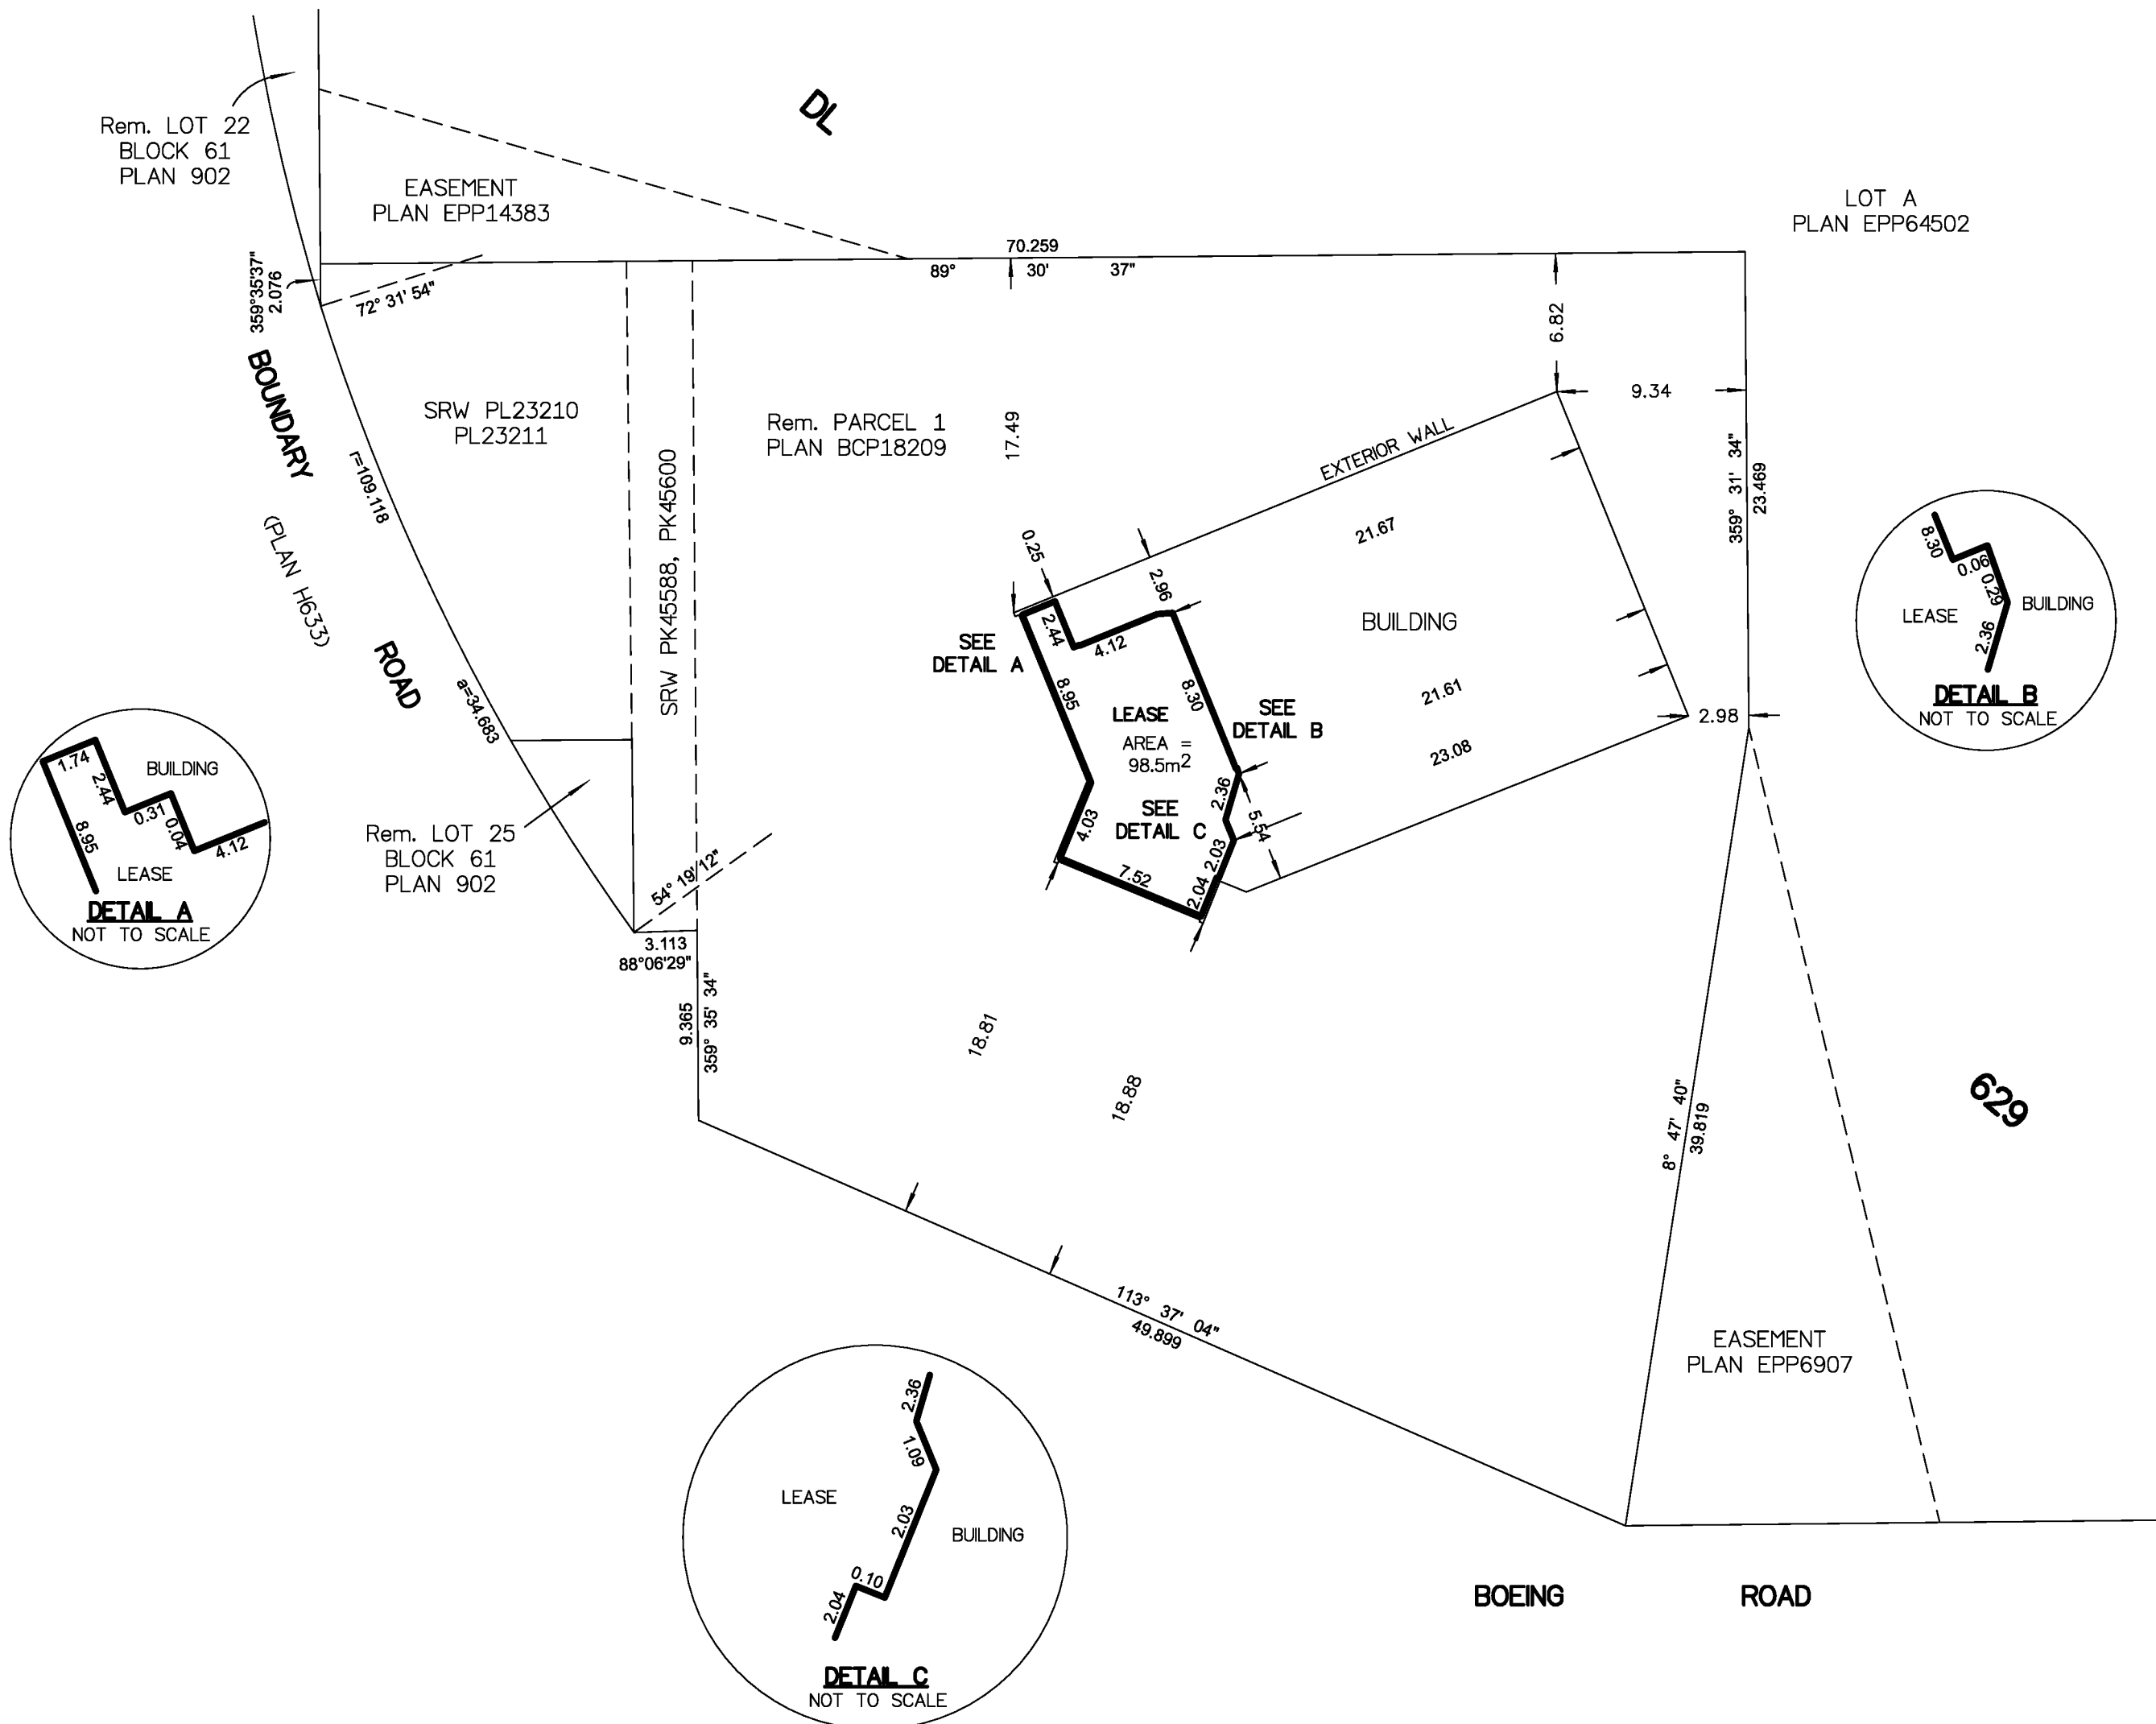 DL
Rem. LOT 22
BLOCK 61
PLAN 902
EASEMENT
PLAN EPP14383
LOT A
PLAN EPP64502
70.259
89° 30' 37"
359°35'37"
2.076
72° 31' 54"
6.82
9.34
BOUNDARY
ROAD
(PLAN H633)
r=109.118
a=34.683
SRW PL23210
PL23211
SRW PK45588, PK45600
Rem. PARCEL 1
PLAN BCP18209
17.49
EXTERIOR WALL
359° 31' 34"
23.469
21.67
0.25
2.96
BUILDING
SEE
DETAIL A
2.44
4.12
8.95
8.30
LEASE
AREA =
98.5m2
SEE
DETAIL B
21.61
2.98
23.08
SEE
DETAIL C
2.36
5.54
4.03
2.03
7.52
2.04
8.30
0.06
0.29
LEASE
BUILDING
2.36
DETAIL B
NOT TO SCALE
1.74
BUILDING
2.44
0.31
0.04
8.95
4.12
LEASE
DETAIL A
NOT TO SCALE
Rem. LOT 25
BLOCK 61
PLAN 902
54° 19' 12"
3.113
88°06'29"
9.365
359° 35' 34"
18.81
18.88
8° 47' 40"
39.819
629
113° 37' 04"
49.899
EASEMENT
PLAN EPP6907
2.36
1.09
LEASE
2.03
BUILDING
0.10
2.04
DETAIL C
NOT TO SCALE
BOEING ROAD